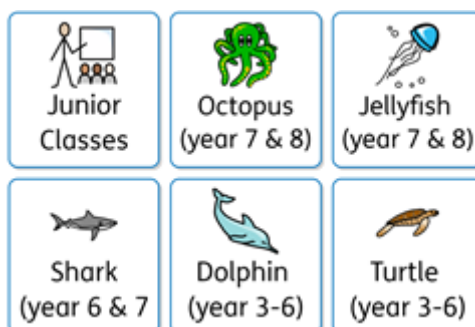 Junior
Classes
Octopus
(year 7 & 8)
Jellyfish
(year 7 & 8)
Shark
(year 6 & 7
Dolphin
(year 3-6)
Turtle
(year 3-6)